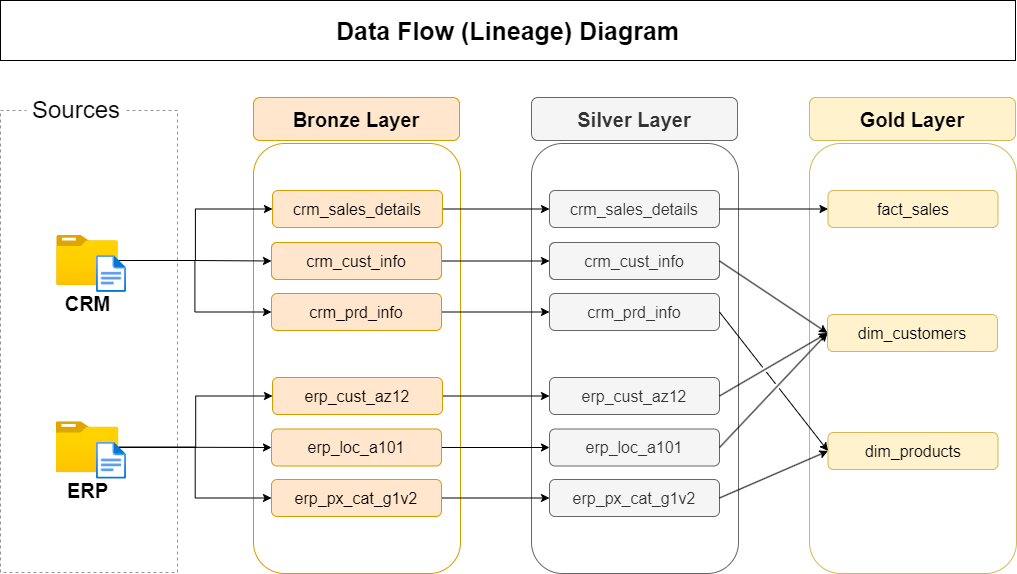 Data Flow (Lineage) Diagram
Sources
CRM
ERP
Bronze Layer
crm_sales_details
crm_cust_info
crm_prd_info
erp_cust_az12
erp_loc_a101
erp_px_cat_g1v2
Silver Layer
crm_sales_details
crm_cust_info
crm_prd_info
erp_cust_az12
erp_loc_a101
erp_px_cat_g1v2
Gold Layer
fact_sales
dim_customers
dim_products